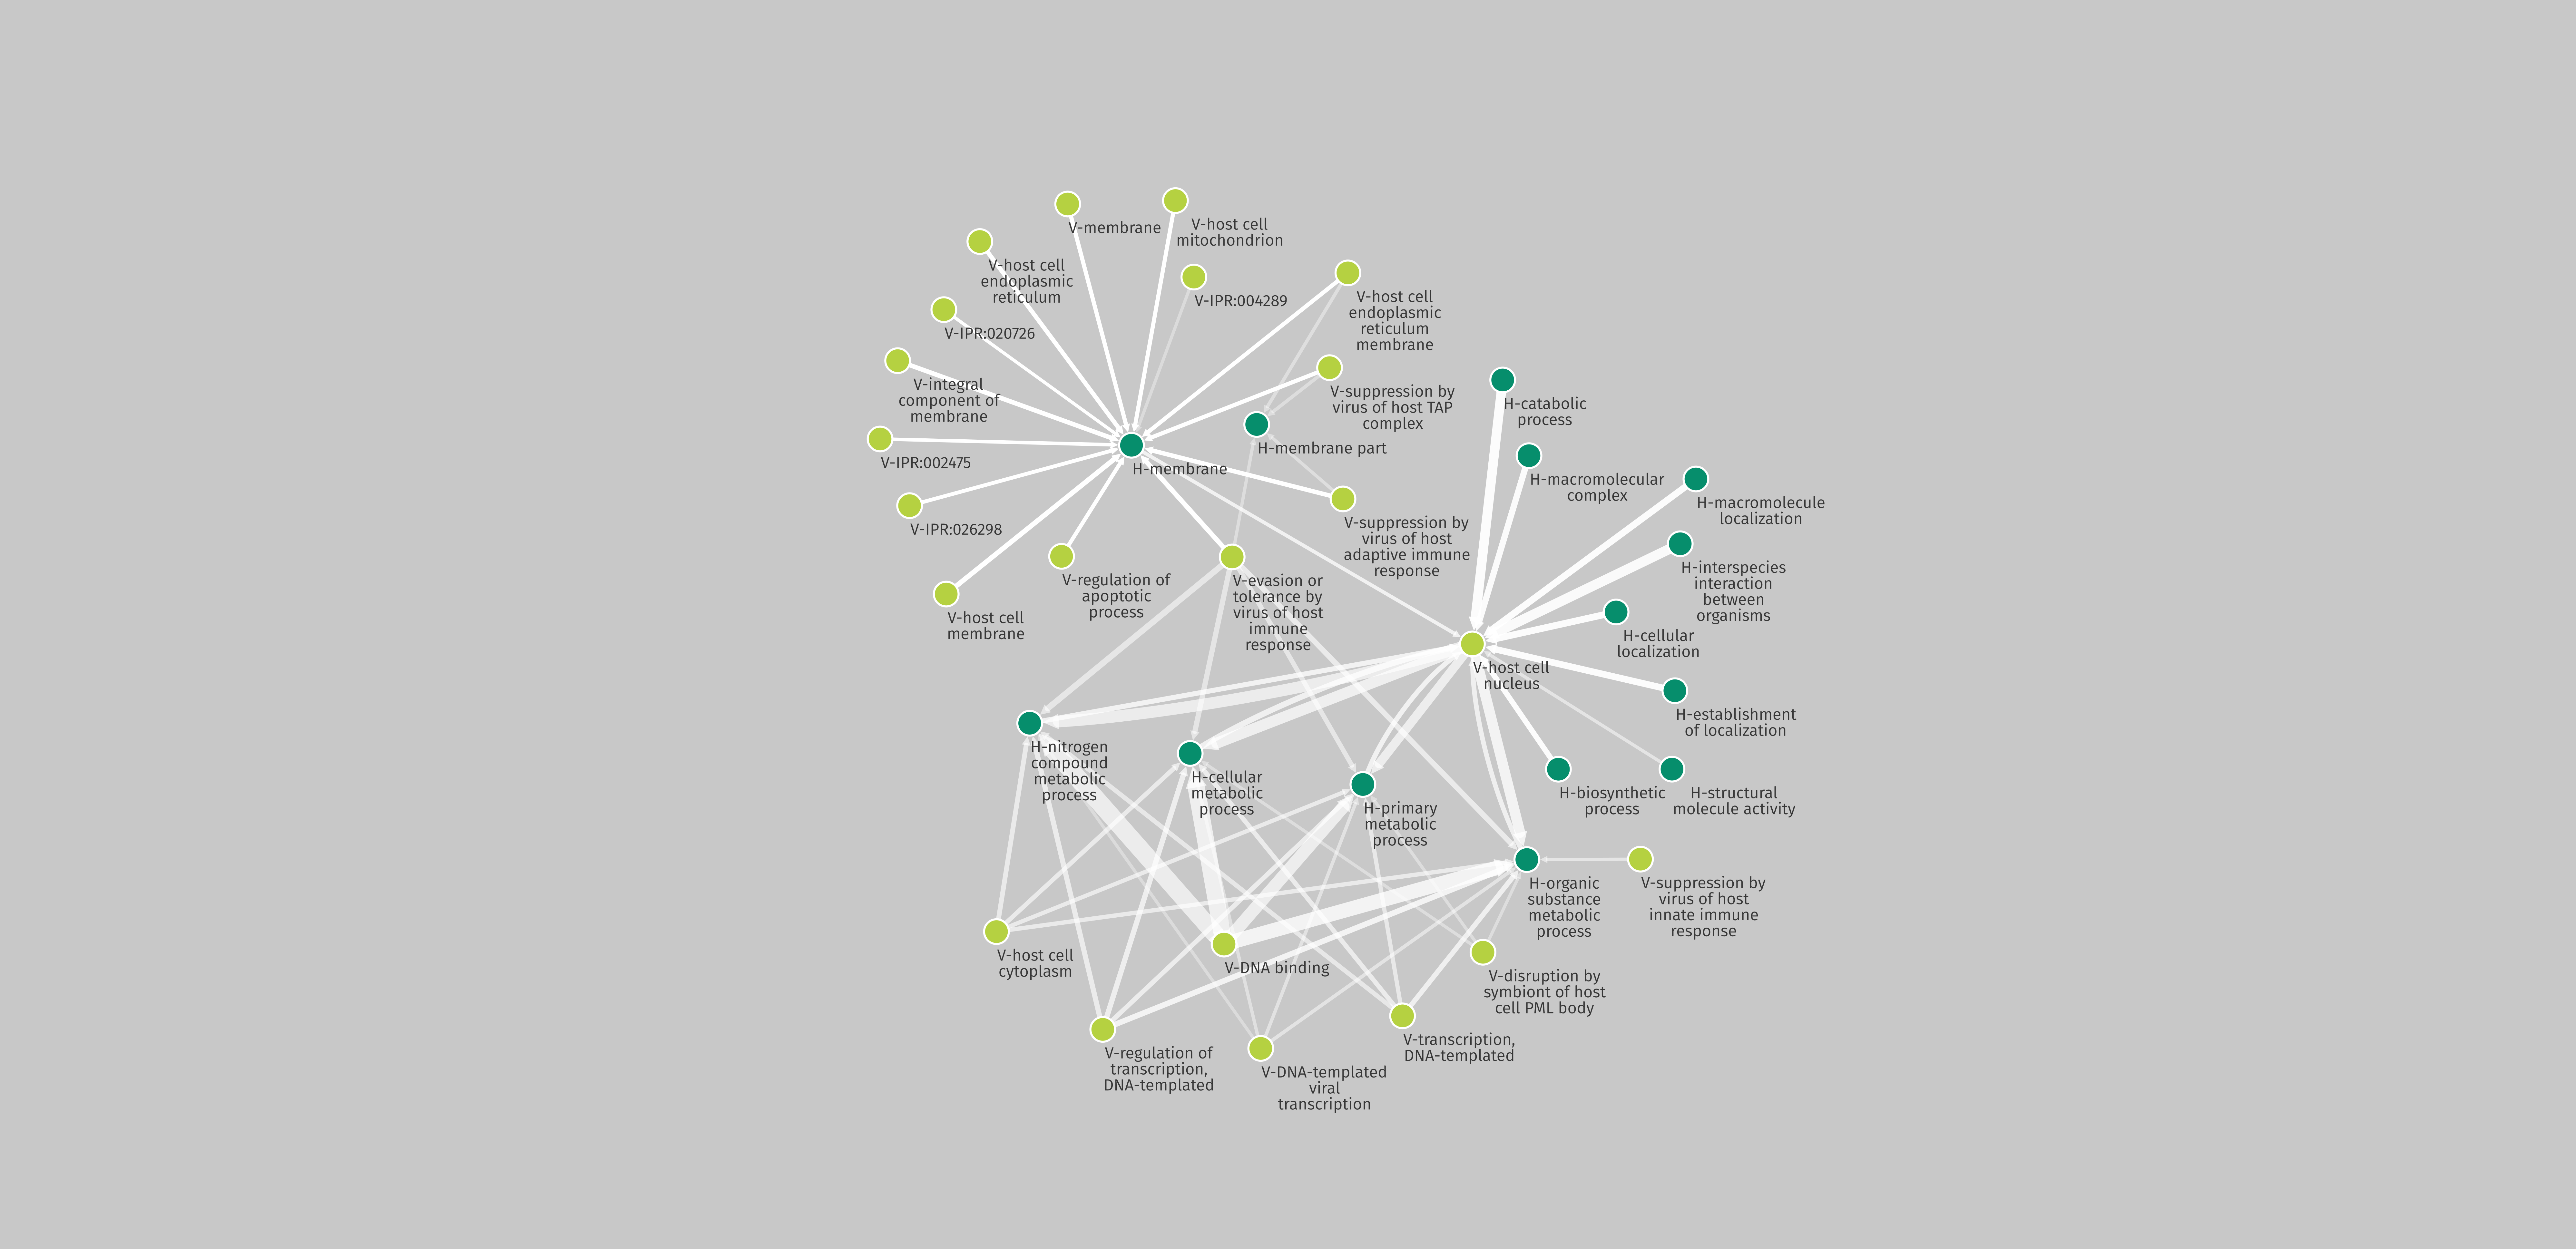 V-membrane
V-host cell
mitochondrion
V-host cell
endoplasmic
reticulum
V-IPR:004289
V-host cell
endoplasmic
reticulum
membrane
V-IPR:020726
V-integral
component of
membrane
V-suppression by
virus of host TAP
complex
H-catabolic
process
H-membrane part
V-IPR:002475
H-membrane
H-macromolecular
complex
H-macromolecule
localization
V-IPR:026298
V-suppression by
virus of host
adaptive immune
response
H-interspecies
interaction
between
organisms
V-regulation of
apoptotic
process
V-evasion or
tolerance by
virus of host
immune
response
V-host cell
membrane
H-cellular
localization
V-host cell
nucleus
H-establishment
of localization
H-nitrogen
compound
metabolic
process
H-cellular
metabolic
process
H-primary
metabolic
process
H-biosynthetic
process
H-structural
molecule activity
H-organic
substance
metabolic
process
V-suppression by
virus of host
innate immune
response
V-host cell
cytoplasm
V-DNA binding
V-disruption by
symbiont of host
cell PML body
V-regulation of
transcription,
DNA-templated
V-DNA-templated
viral
transcription
V-transcription,
DNA-templated